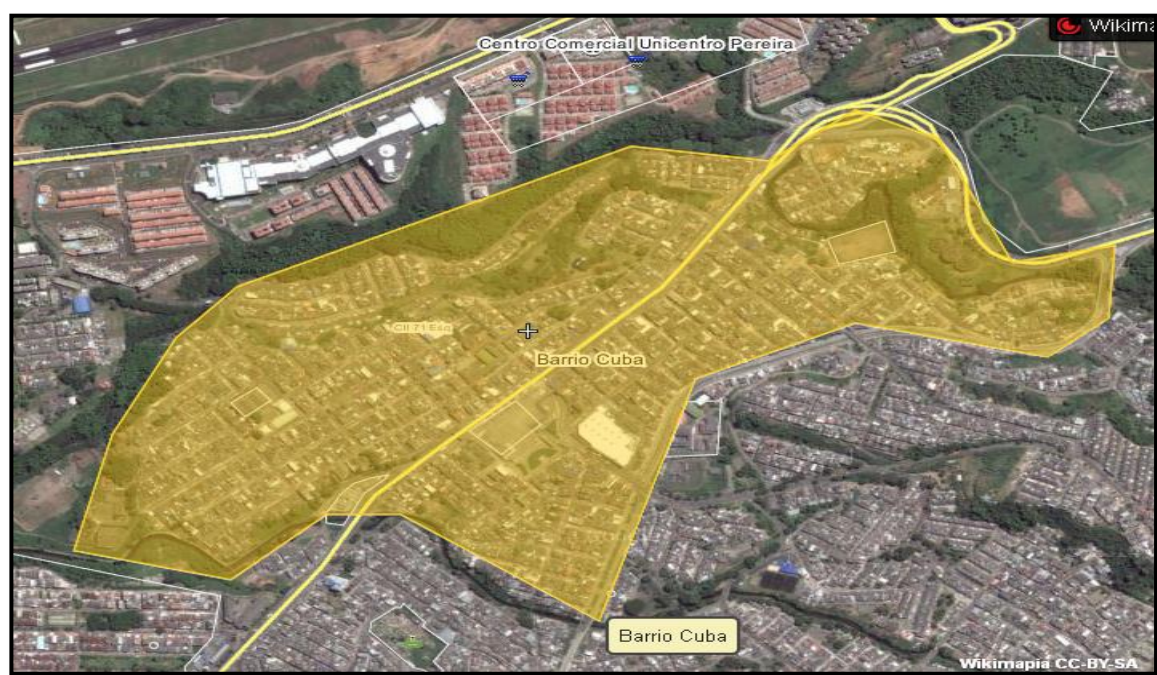 Wikima
Centro Comercial Unicentro Pereira
Cll 71 Esq
Barrio Cuba
Barrio Cuba
Wikimapia CC-BY-SA